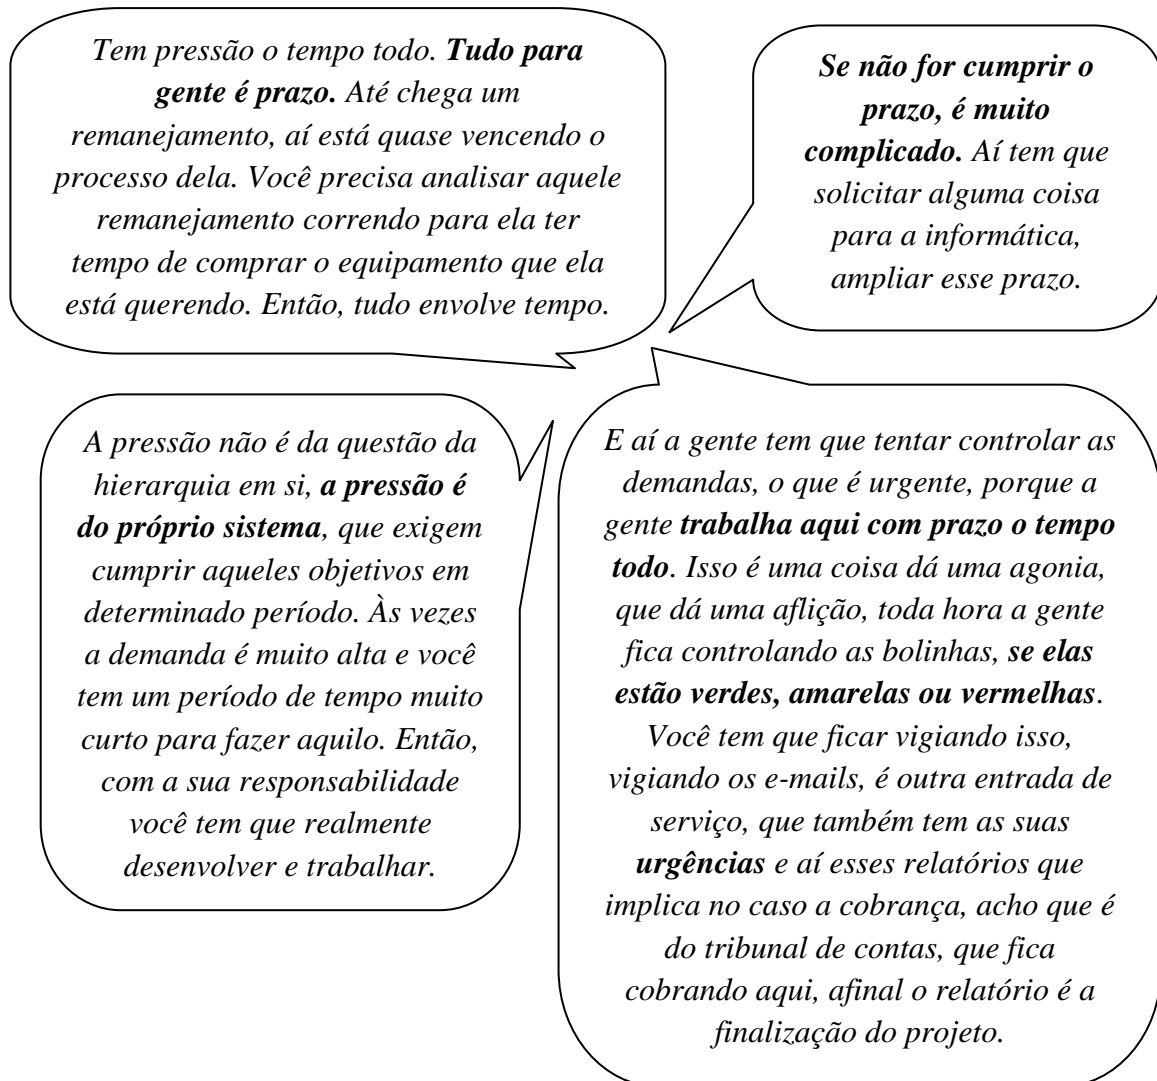 Tem pressão o tempo todo. Tudo para
gente é prazo. Até chega um
remanejamento, aí está quase vencendo o
processo dela. Você precisa analisar aquele
remanejamento correndo para ela ter
tempo de comprar o equipamento que ela
está querendo. Então, tudo envolve tempo.
Se não for cumprir o
prazo, é muito
complicado. Aí tem que
solicitar alguma coisa
para a informática,
ampliar esse prazo.
A pressão não é da questão da
hierarquia em si, a pressão é
do próprio sistema, que exigem
cumprir aqueles objetivos em
determinado período. Às vezes
a demanda é muito alta e você
tem um período de tempo muito
curto para fazer aquilo. Então,
com a sua responsabilidade
você tem que realmente
desenvolver e trabalhar.
E aí a gente tem que tentar controlar as
demandas, o que é urgente, porque a
gente trabalha aqui com prazo o tempo
todo. Isso é uma coisa dá uma agonia,
que dá uma aflição, toda hora a gente
fica controlando as bolinhas, se elas
estão verdes, amarelas ou vermelhas.
Você tem que ficar vigiando isso,
vigiando os e-mails, é outra entrada de
serviço, que também tem as suas
urgências e aí esses relatórios que
implica no caso a cobrança, acho que é
do tribunal de contas, que fica
cobrando aqui, afinal o relatório é a
finalização do projeto.